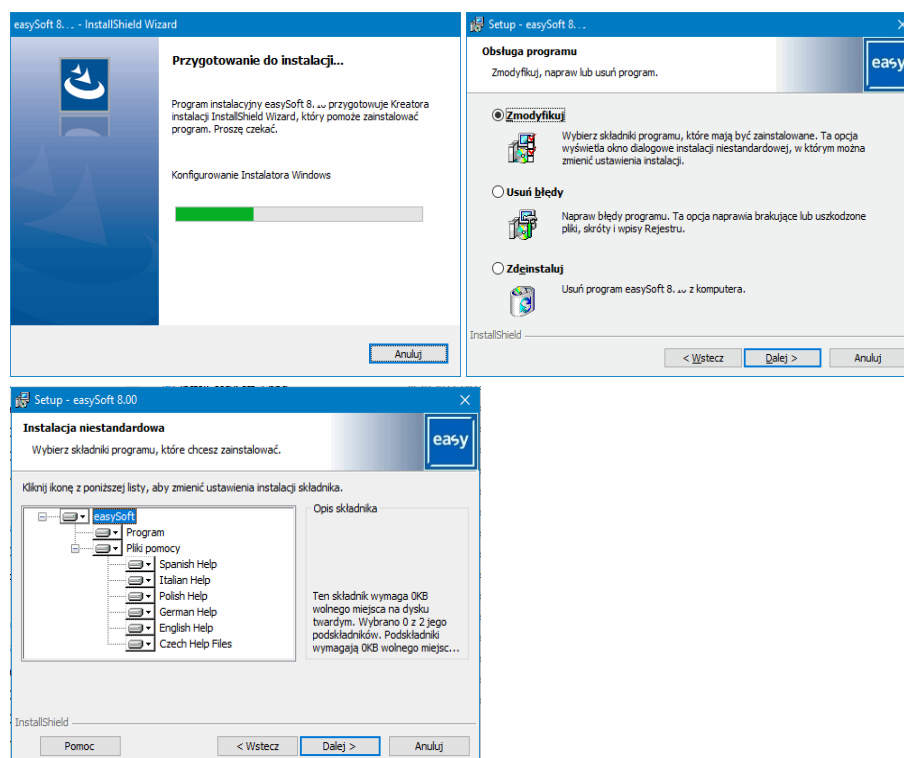 easySoft 8. . . - InstallShield Wizard
Przygotowanie do instalacji...
Program instalacyjny easySoft 8. przygotowuje Kreatora
instalacji InstallShield Wizard, który pomoże zainstalować
program. Proszę czekać.
Konfigurowanie Instalatora Windows
Anuluj
Setup - easySoft 8. . .
Obsługa programu
Zmodyfikuj, napraw lub usuń program.
easy
Zmodyfikuj
Wybierz składniki programu, które mają być zainstalowane. Ta opcja
wyświetla okno dialogowe instalacji niestandardowej, w którym można
zmienić ustawienia instalacji.
Usuń błędy
Napraw błędy programu. Ta opcja naprawia brakujące lub uszkodzone
pliki, skróty i wpisy Rejestru.
Zdeinstaluj
Usuń program easySoft 8. z komputera.
InstallShield
< Wstecz
Dalej >
Anuluj
Setup - easySoft 8.00
Instalacja niestandardowa
Wybierz składniki programu, które chcesz zainstalować.
easy
Kliknij ikonę z poniższej listy, aby zmienić ustawienia instalacji składnika.
easySoft
Program
Pliki pomocy
Spanish Help
Italian Help
Polish Help
German Help
English Help
Czech Help Files
Opis składnika
Ten składnik wymaga 0KB
wolnego miejsca na dysku
twardym. Wybrano 0 z 2 jego
podskładników. Podskładniki
wymagają 0KB wolnego miejsc...
InstallShield
Pomoc
< Wstecz
Dalej >
Anuluj